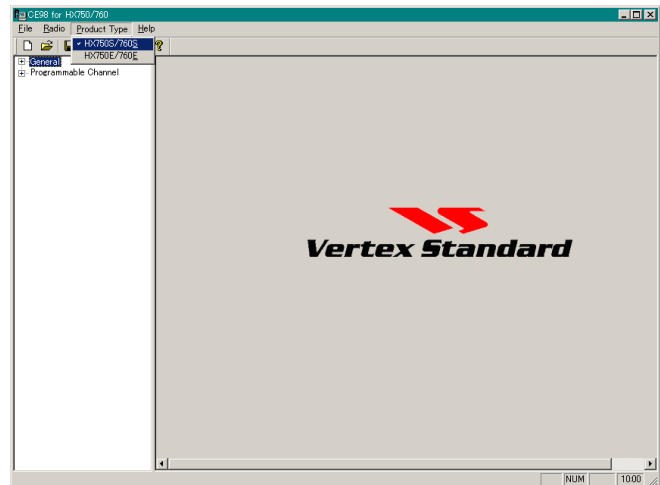 CE98 for HX750/760
File Radio Product Type Help
HX750S/760S
HX750E/760E
General
Programmable Channel
Vertex Standard
NUM 10:00